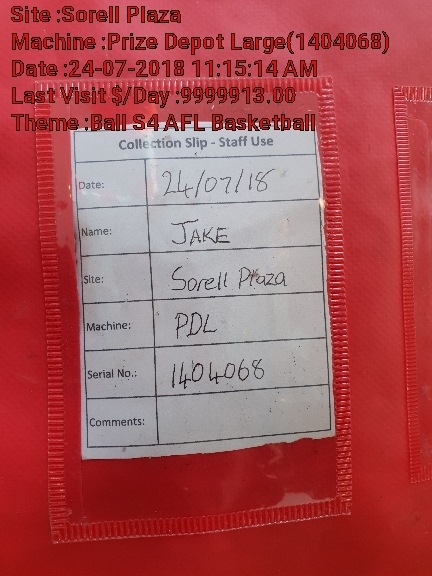 Site :Sorell Plaza
Machine :Prize Depot Large(1404068)
Date :24-07-2018 11:15:14 AM
Last Visit $/Day :9999913.00
Theme :Ball S4 AFL Basketball
Collection Slip - Staff Use
Date: 24/07/18
Name: JAKE
Site: Sorell Plaza
Machine: PDL
Serial No.: 1404068
Comments: